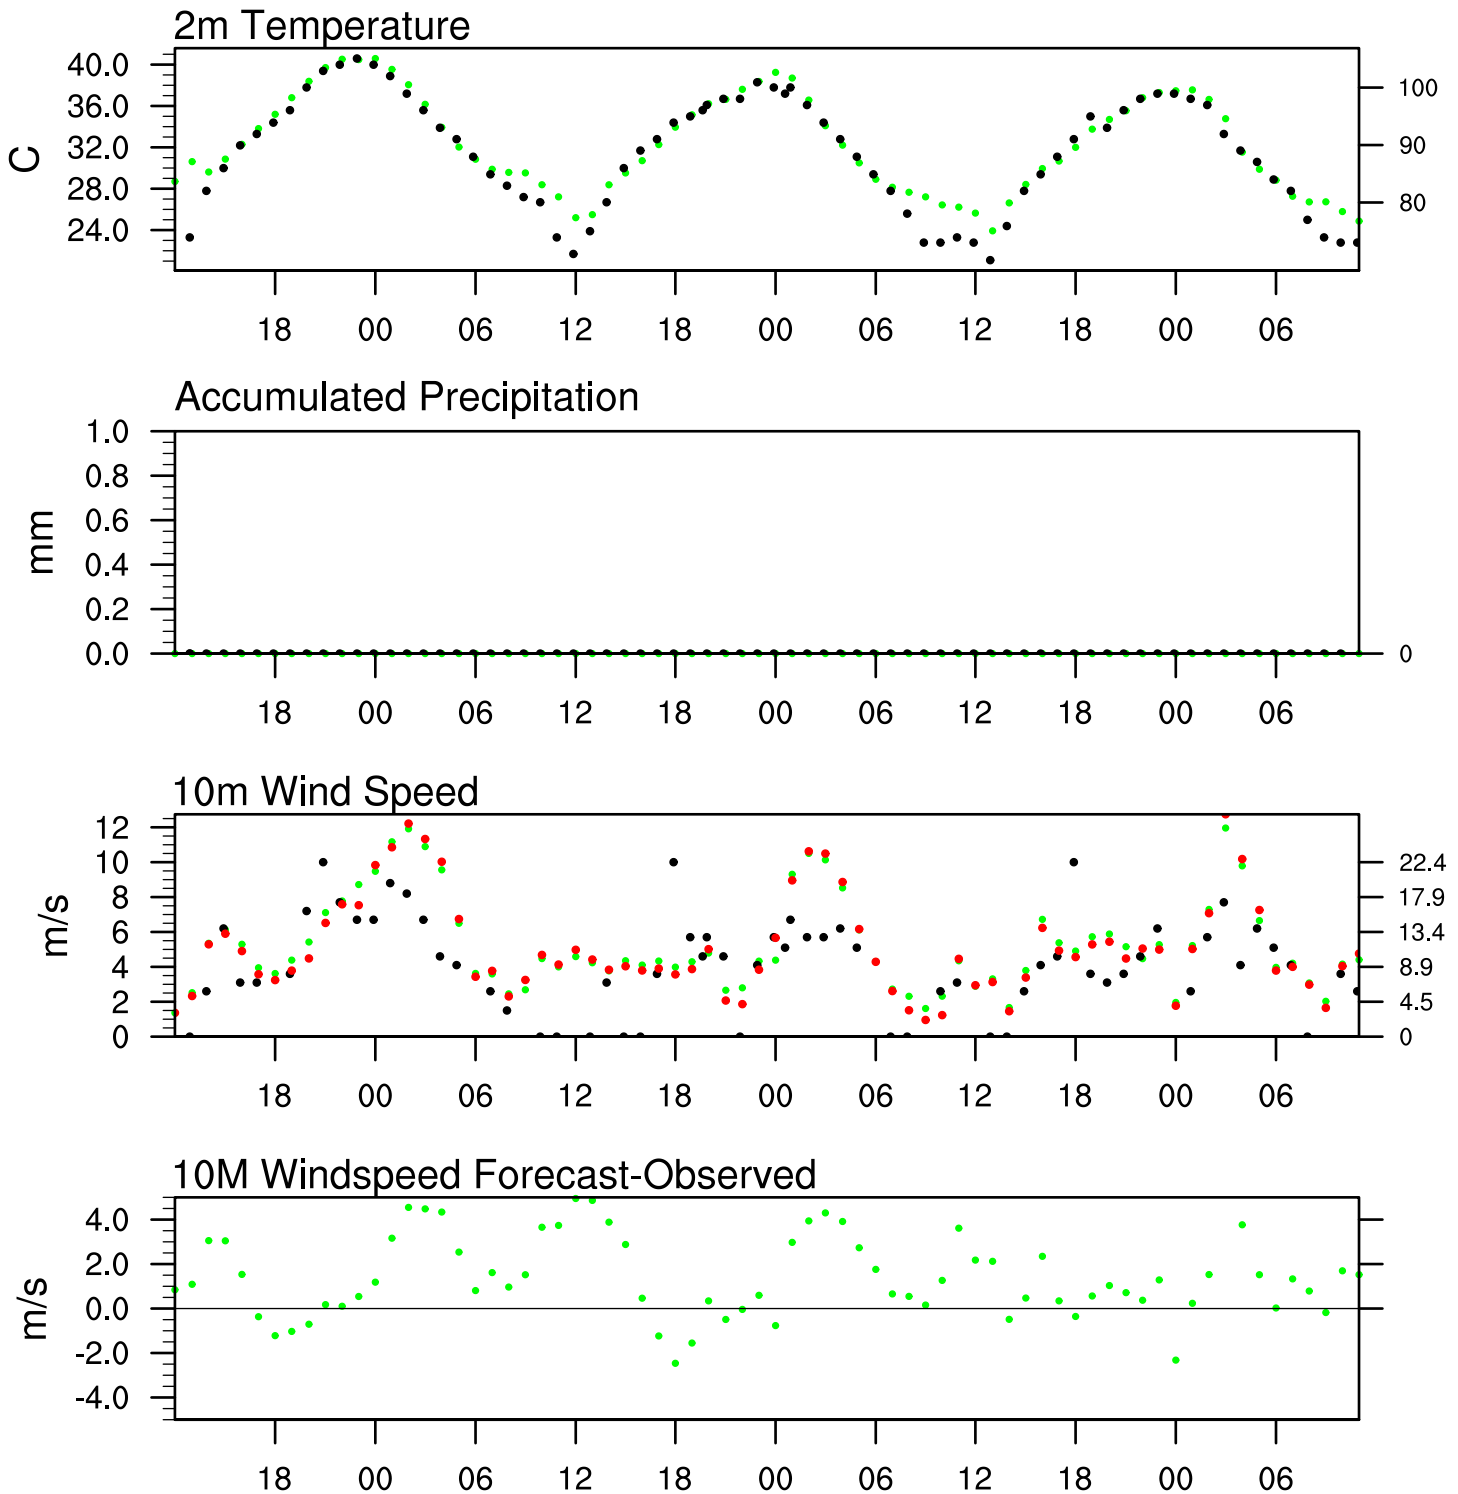 2m Temperature
40.0
36.0
32.0
28.0
24.0
C
100
90
80
18 00 06 12 18 00 06 12 18 00 06
Accumulated Precipitation
1.0
0.8
0.6
0.4
0.2
0.0
mm
0
18 00 06 12 18 00 06 12 18 00 06
10m Wind Speed
12
10
8
6
4
2
0
m/s
22.4
17.9
13.4
8.9
4.5
0
18 00 06 12 18 00 06 12 18 00 06
10M Windspeed Forecast-Observed
4.0
2.0
0.0
-2.0
-4.0
m/s
18 00 06 12 18 00 06 12 18 00 06